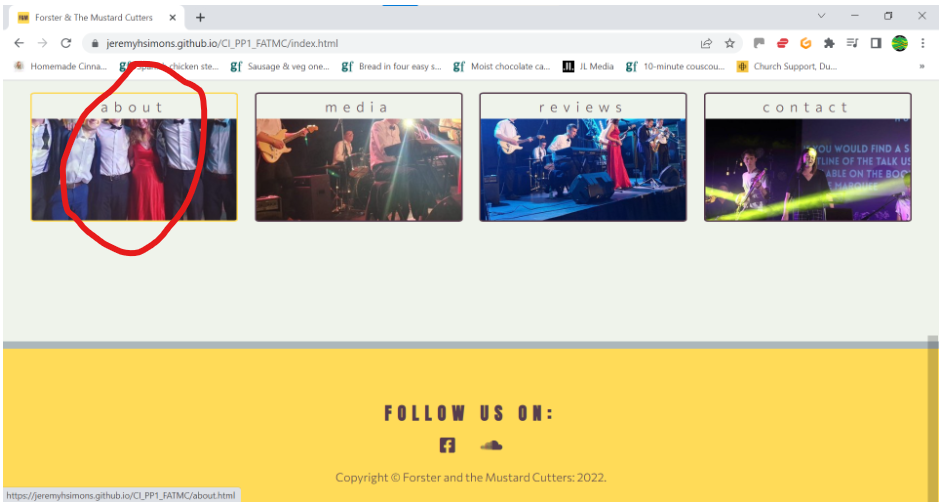 Forster & The Mustard Cutters
jeremyhsimons.github.io/CI_PP1_FATMC/index.html
Homemade Cinna... chicken ste... Sausage & veg one... Bread in four easy s... Moist chocolate ca... JL Media 10-minute couscou... Church Support, Du...
about media reviews contact
YOU WOULD FIND A S
TLINE OF THE TALK US
ABLE ON THE BOO
FOLLOW US ON:
Copyright © Forster and the Mustard Cutters: 2022.
https://jeremyhsimons.github.io/CI_PP1_FATMC/about.html